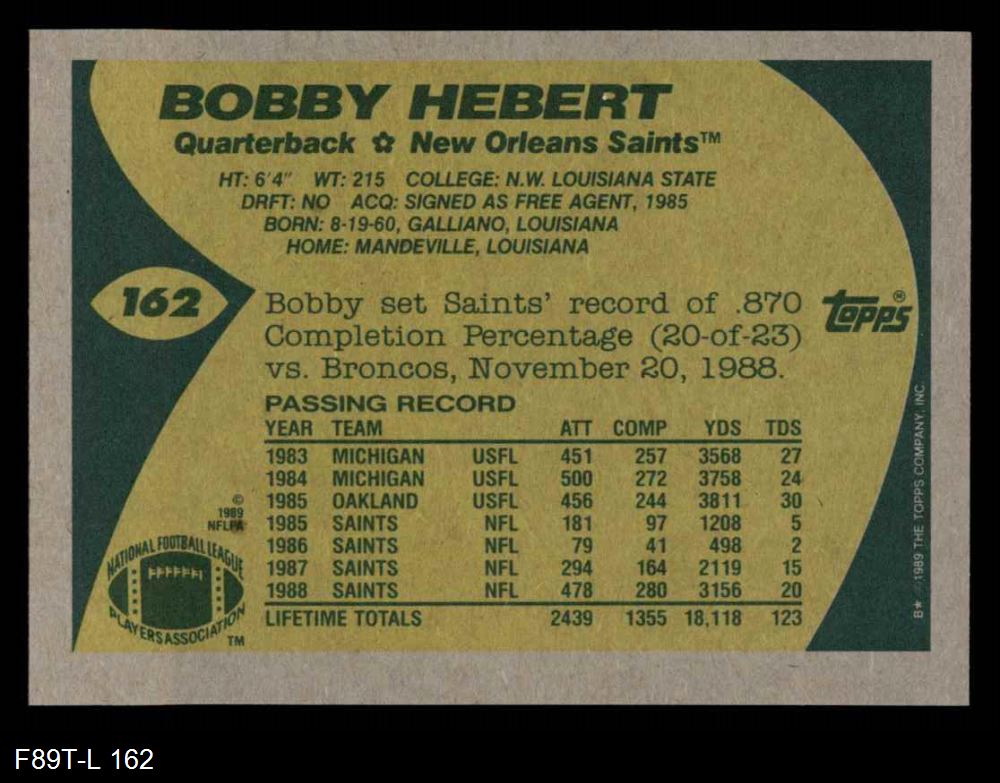 BOBBY HEBERT
Quarterback ✿ New Orleans Saints™
HT: 6'4" WT: 215 COLLEGE: N.W. LOUISIANA STATE
DRFT: NO ACQ: SIGNED AS FREE AGENT, 1985
BORN: 8-19-60, GALLIANO, LOUISIANA
HOME: MANDEVILLE, LOUISIANA
162
Bobby set Saints' record of .870
Completion Percentage (20-of-23)
vs. Broncos, November 20, 1988.
topps®
PASSING RECORD
YEAR TEAM ATT COMP YDS TDS
1983 MICHIGAN USFL 451 257 3568 27
1984 MICHIGAN USFL 500 272 3758 24
1985 OAKLAND USFL 456 244 3811 30
1985 SAINTS NFL 181 97 1208 5
1986 SAINTS NFL 79 41 498 2
1987 SAINTS NFL 294 164 2119 15
1988 SAINTS NFL 478 280 3156 20
LIFETIME TOTALS 2439 1355 18,118 123
©
1989
NFLPA
NATIONAL FOOTBALL LEAGUE
PLAYERS ASSOCIATION
TM
B* 1989 THE TOPPS COMPANY, INC.
F89T-L 162